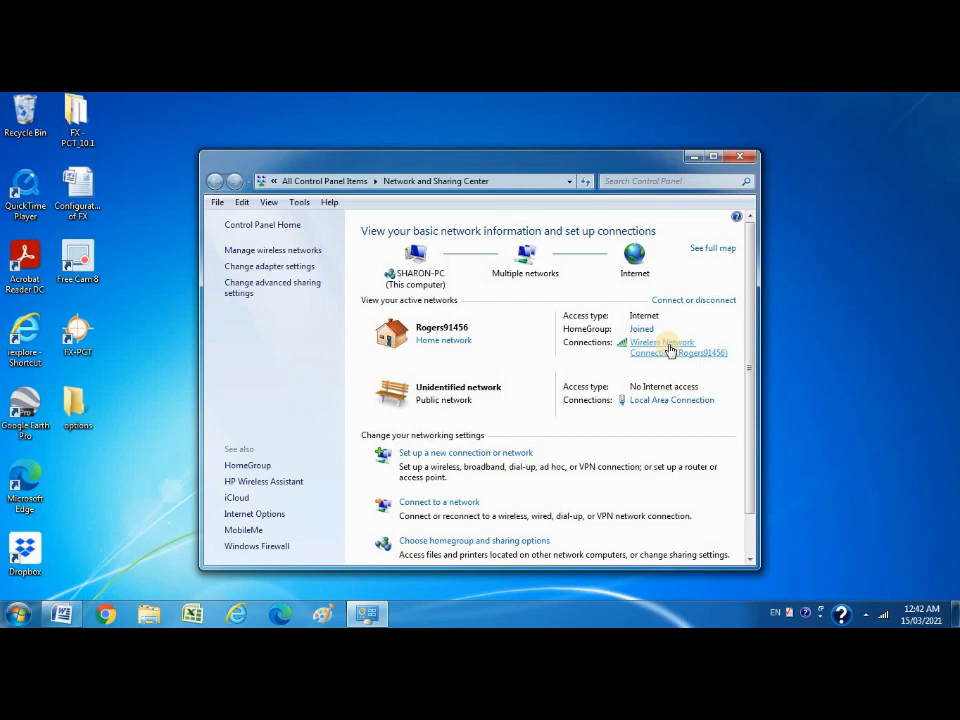 Recycle Bin
FX -
PCT_10.1
QuickTime
Player
Configurat...
of FX
Acrobat
Reader DC
Free Cam 8
iexplore -
Shortcut
FX-PCT
Google Earth
Pro
options
Microsoft
Edge
Dropbox
« All Control Panel Items ▸ Network and Sharing Center
Search Control Panel
File Edit View Tools Help
Control Panel Home
Manage wireless networks
Change adapter settings
Change advanced sharing
settings
See also
HomeGroup
HP Wireless Assistant
iCloud
Internet Options
MobileMe
Windows Firewall
View your basic network information and set up connections
See full map
SHARON-PC
(This computer)
Multiple networks
Internet
View your active networks
Connect or disconnect
Rogers91456
Home network
Access type: Internet
HomeGroup: Joined
Connections: Wireless Network
Connection (Rogers91456)
Unidentified network
Public network
Access type: No Internet access
Connections: Local Area Connection
Change your networking settings
Set up a new connection or network
Set up a wireless, broadband, dial-up, ad hoc, or VPN connection; or set up a router or
access point.
Connect to a network
Connect or reconnect to a wireless, wired, dial-up, or VPN network connection.
Choose homegroup and sharing options
Access files and printers located on other network computers, or change sharing settings.
EN
12:42 AM
15/03/2021